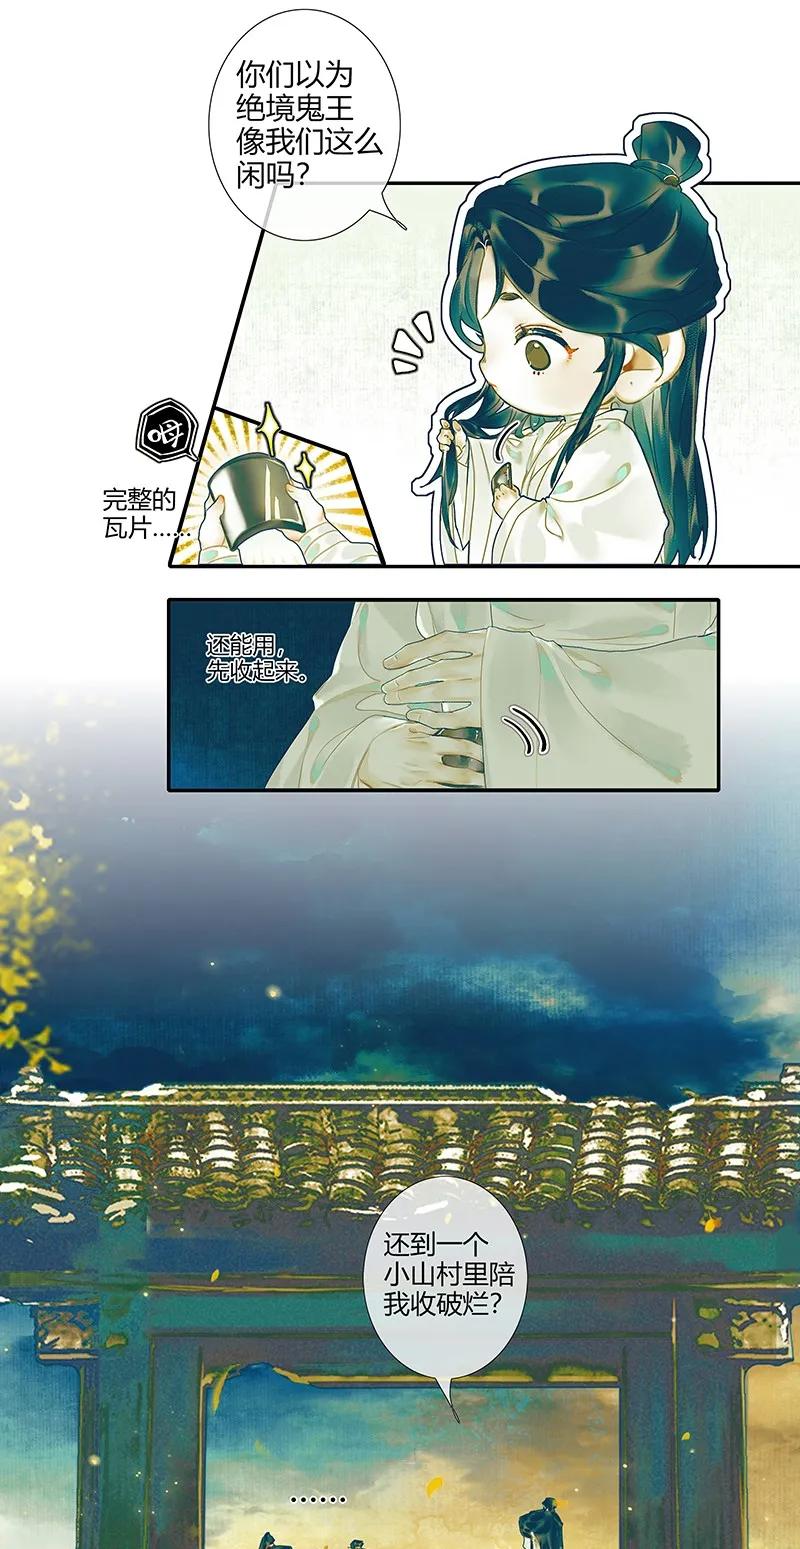 你们以为
绝境鬼王
像我们这么
闲吗？
完整的
瓦片……
还能用，
先收起来。
还到一个
小山村里陪
我收破烂？
……